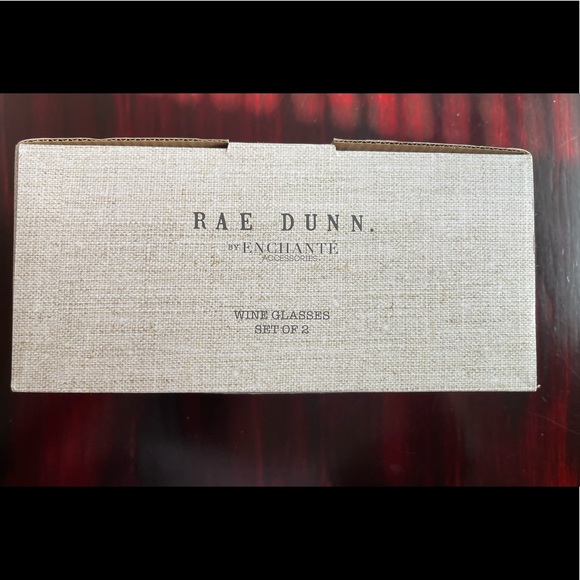 RAE DUNN.
BY ENCHANTÉ
ACCESSORIES
WINE GLASSES
SET OF 2